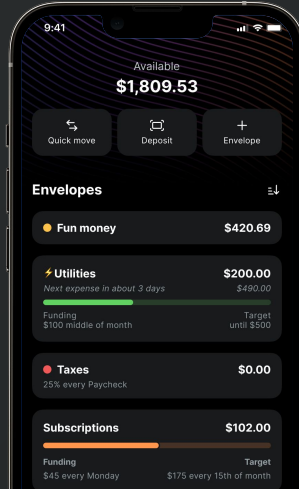 9:41
Available
$1,809.53
Quick move
Deposit
Envelope
Envelopes
Fun money $420.69
Utilities $200.00
Next expense in about 3 days $490.00
Funding Target
$100 middle of month until $500
Taxes $0.00
25% every Paycheck
Subscriptions $102.00
Funding Target
$45 every Monday $175 every 15th of month